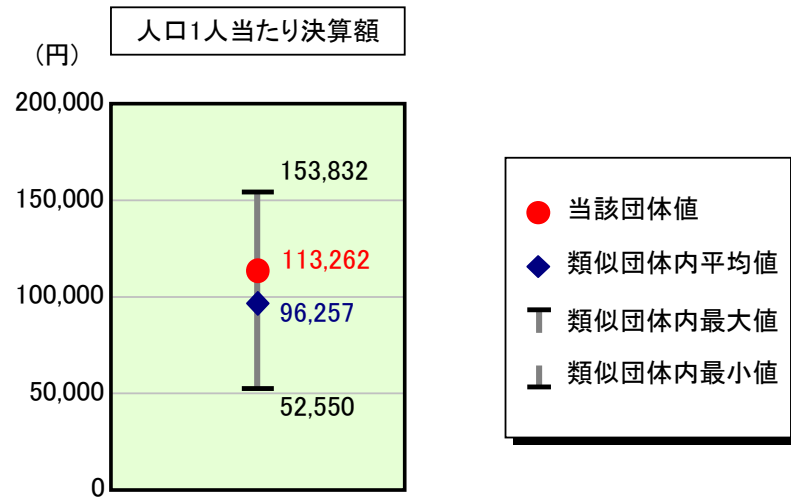 人口1人当たり決算額
(円)
200,000
150,000
100,000
50,000
0
153,832
113,262
96,257
52,550
当該団体値
類似団体内平均値
類似団体内最大値
類似団体内最小値